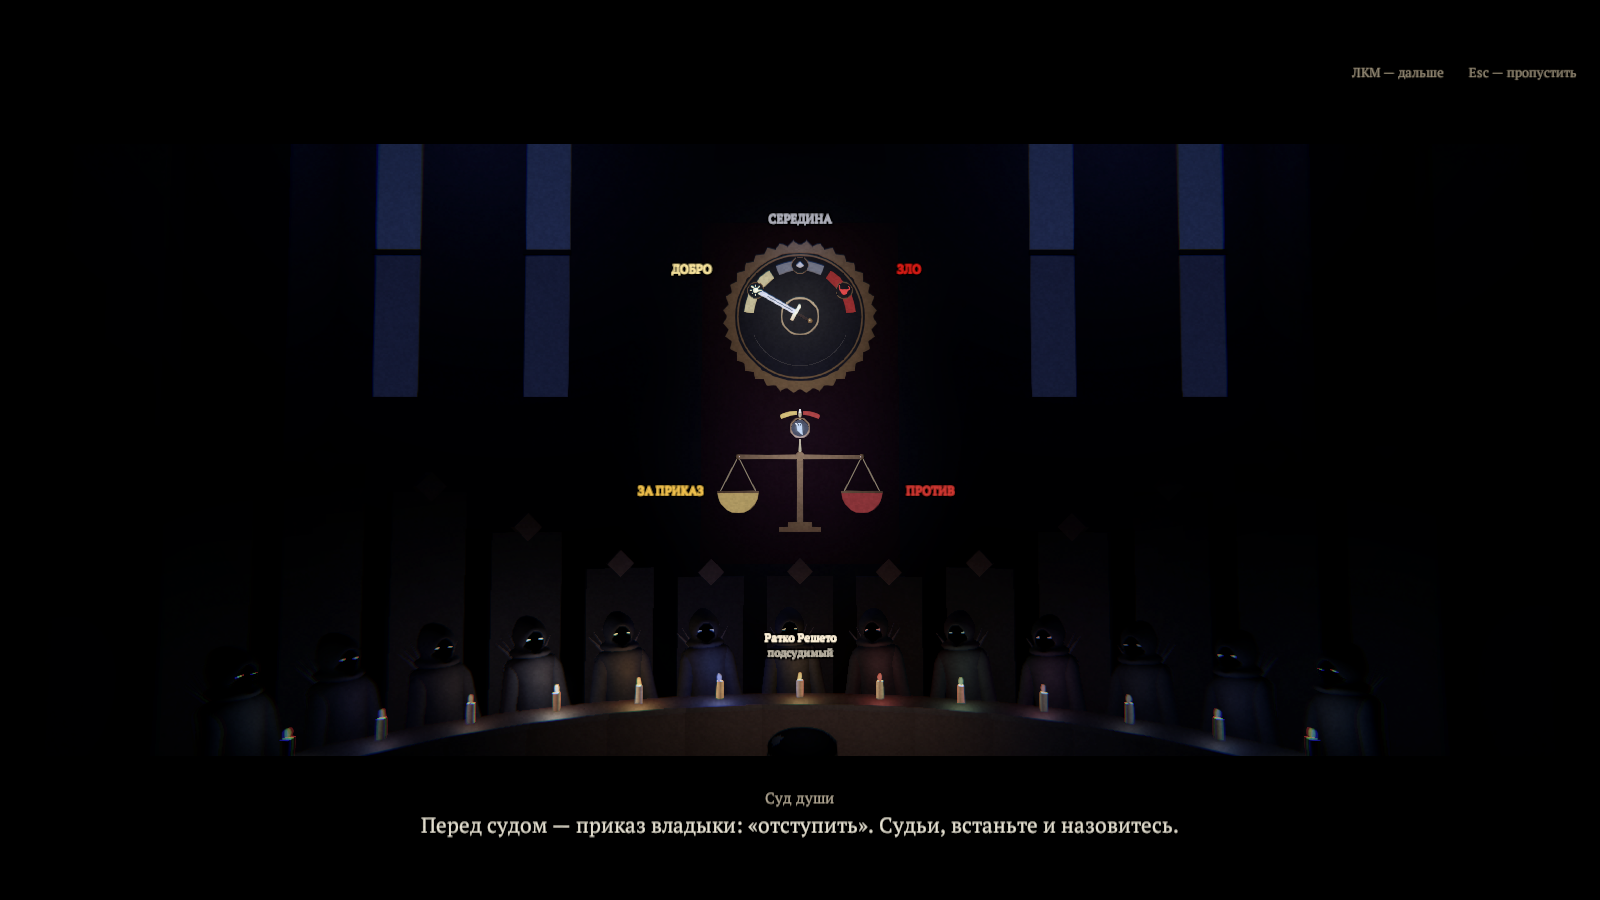 ЛКМ — дальше Esc — пропустить
СЕРЕДИНА
ДОБРО
ЗЛО
ЗА ПРИКАЗ
ПРОТИВ
Ратко Решето
подсудимый
Суд души
Перед судом — приказ владыки: «отступить». Судьи, встаньте и назовитесь.